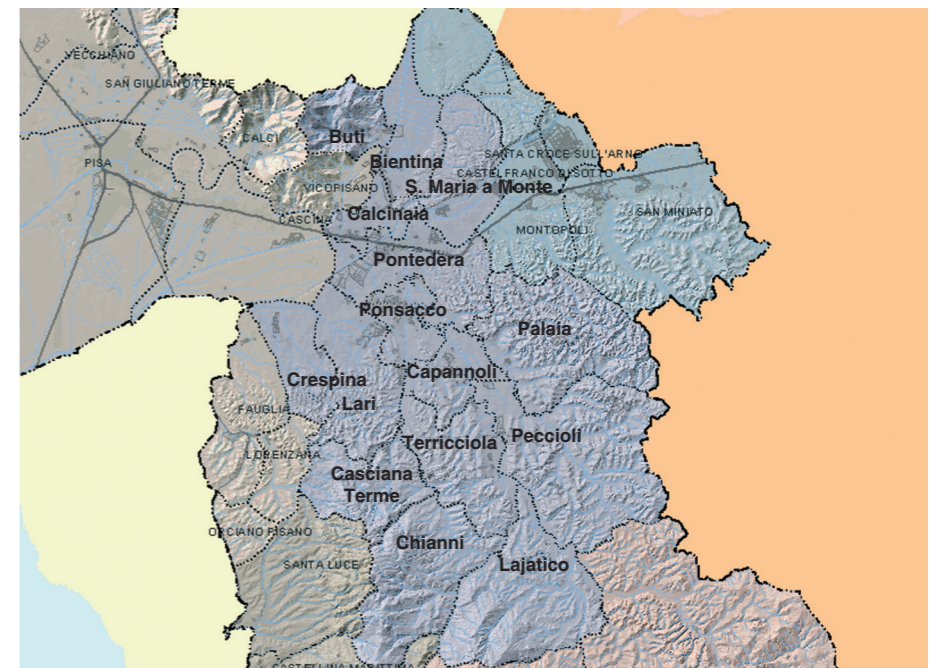 VECCHIANO
SAN GIULIANO TERME
CALCI
Buti
PISA
Bientina
SANTA CROCE SULL'ARNO
CASTELFRANCO DI SOTTO
VICOPISANO
S. Maria a Monte
CASCINA
Calcinaia
SAN MINIATO
MONTOPOLI
Pontedera
Ponsacco
Palaia
Capannoli
Crespina
Lari
FAUGLIA
Peccioli
Terricciola
LORENZANA
Casciana
Terme
ORCIANO PISANO
Chianni
SANTA LUCE
Lajatico
CASTELLINA MARITTIMA